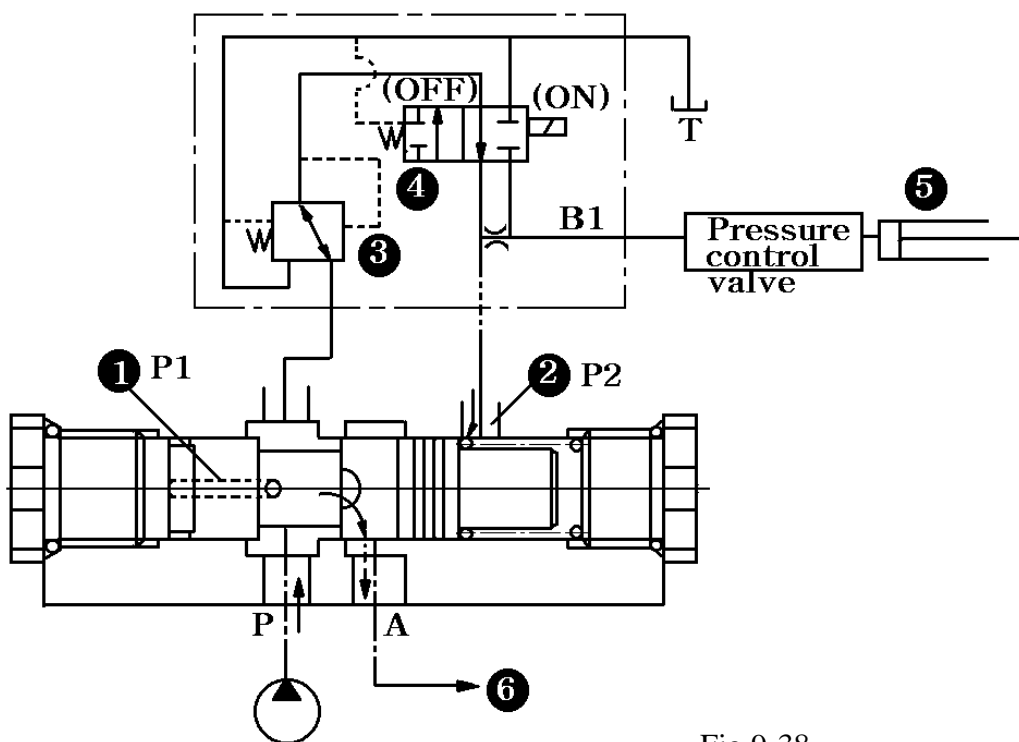 (OFF)
(ON)
T
4
5
B1
Pressure
control
valve
3
1 P1
2 P2
P
A
6
Fig 9-38